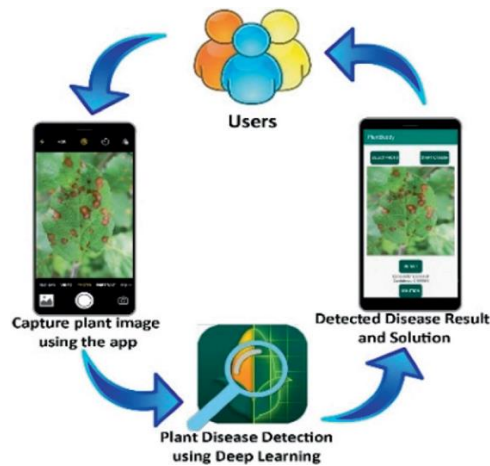 Users
Capture plant image
using the app
Plant Disease Detection
using Deep Learning
Detected Disease Result
and Solution